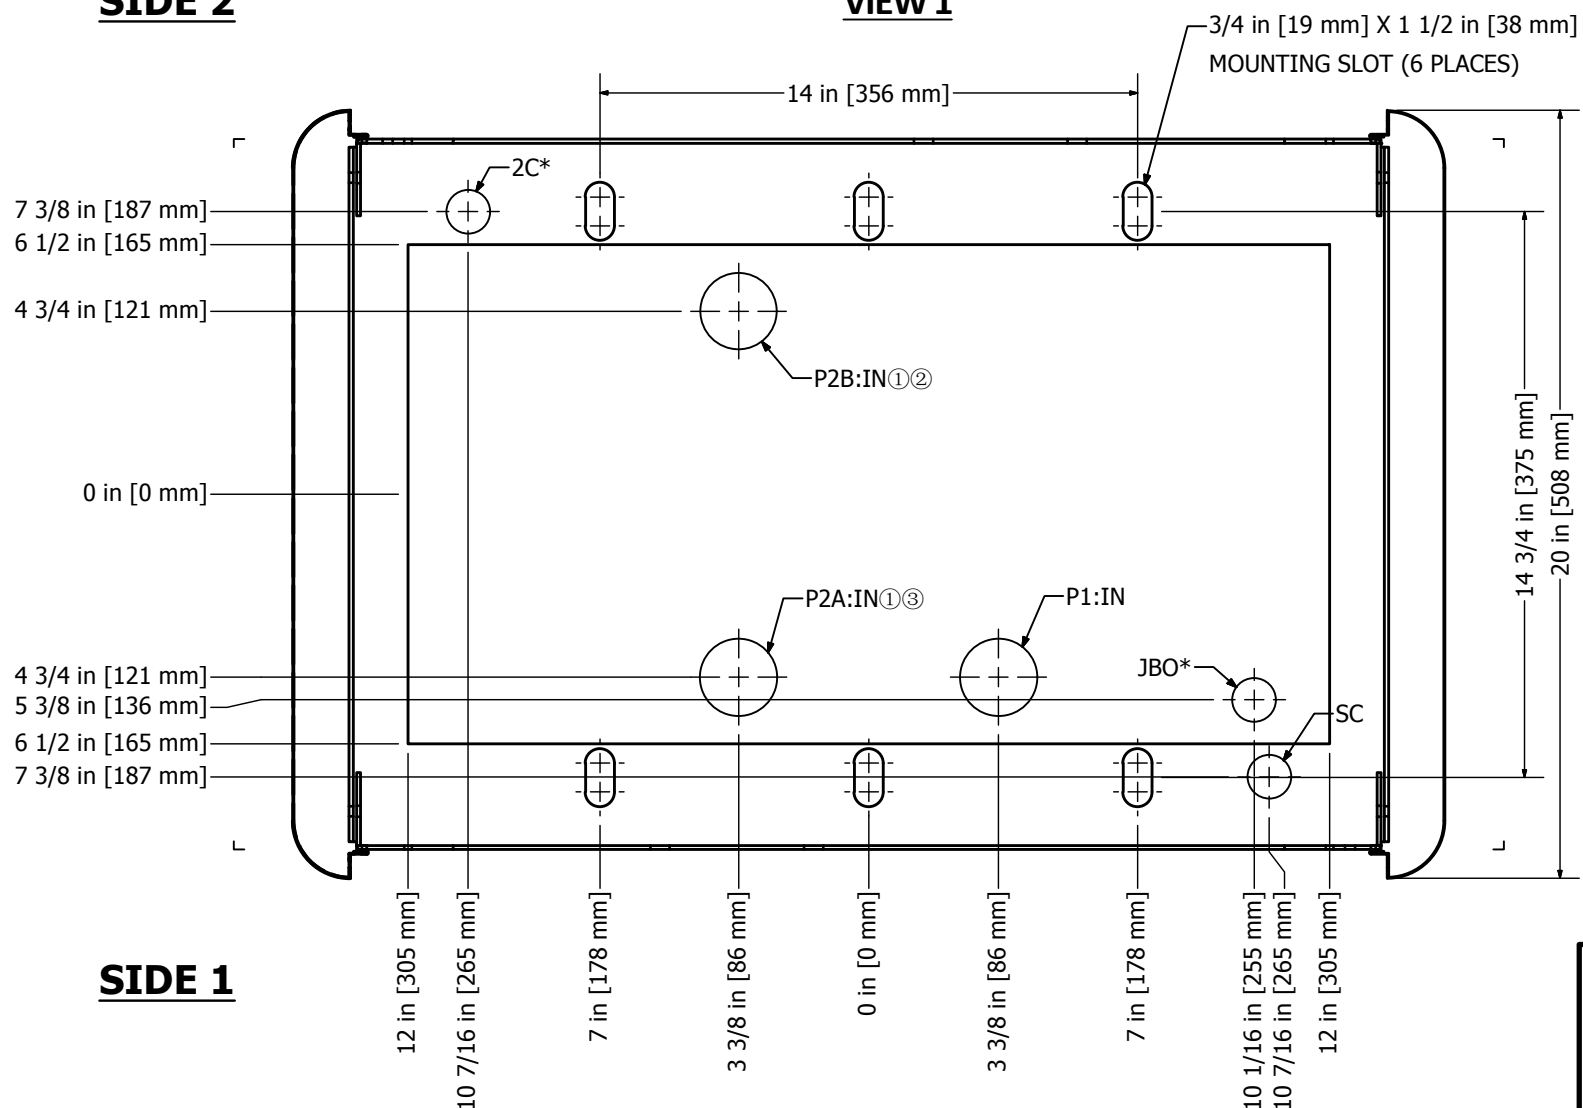 SIDE 2
VIEW 1
3/4 in [19 mm] X 1 1/2 in [38 mm]
MOUNTING SLOT (6 PLACES)
14 in [356 mm]
2C*
7 3/8 in [187 mm]
6 1/2 in [165 mm]
4 3/4 in [121 mm]
P2B:IN①②
0 in [0 mm]
14 3/4 in [375 mm]
20 in [508 mm]
P2A:IN①③
P1:IN
JBO*
4 3/4 in [121 mm]
5 3/8 in [136 mm]
SC
6 1/2 in [165 mm]
7 3/8 in [187 mm]
SIDE 1
12 in [305 mm]
10 7/16 in [265 mm]
7 in [178 mm]
3 3/8 in [86 mm]
0 in [0 mm]
3 3/8 in [86 mm]
7 in [178 mm]
10 1/16 in [255 mm]
10 7/16 in [265 mm]
12 in [305 mm]